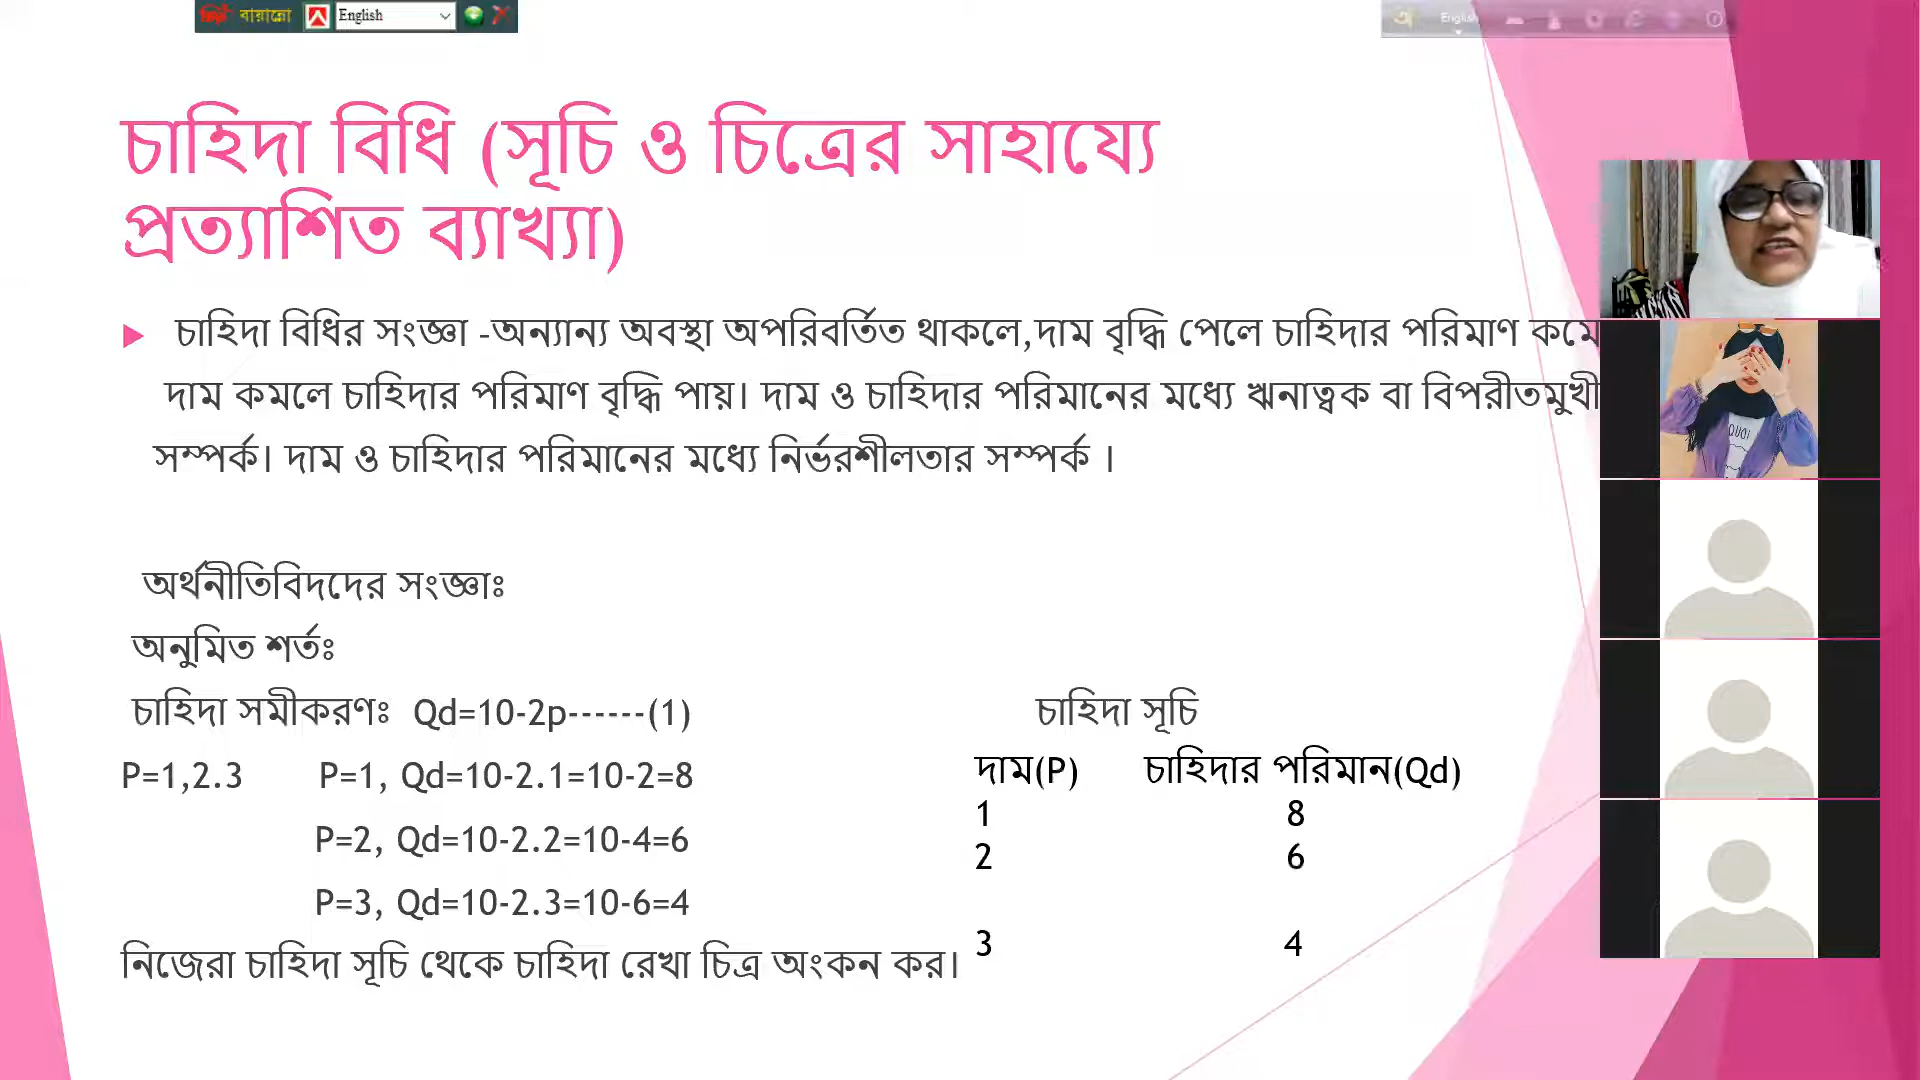 বায়ান্নো
English
English
চাহিদা বিধি (সূচি ও চিত্রের সাহায্যে
প্রত্যাশিত ব্যাখ্যা)
চাহিদা বিধির সংজ্ঞা -অন্যান্য অবস্থা অপরিবর্তিত থাকলে,দাম বৃদ্ধি পেলে চাহিদার পরিমাণ কমে
দাম কমলে চাহিদার পরিমাণ বৃদ্ধি পায়। দাম ও চাহিদার পরিমানের মধ্যে ঋনাত্বক বা বিপরীতমুখী
সম্পর্ক। দাম ও চাহিদার পরিমানের মধ্যে নির্ভরশীলতার সম্পর্ক ।
অর্থনীতিবিদদের সংজ্ঞাঃ
অনুমিত শর্তঃ
চাহিদা সমীকরণঃ Qd=10-2p------(1)
P=1,2.3 P=1, Qd=10-2.1=10-2=8
P=2, Qd=10-2.2=10-4=6
P=3, Qd=10-2.3=10-6=4
নিজেরা চাহিদা সূচি থেকে চাহিদা রেখা চিত্র অংকন কর।
চাহিদা সূচি
দাম(P) চাহিদার পরিমান(Qd)
1 8
2 6
3 4
QUOI